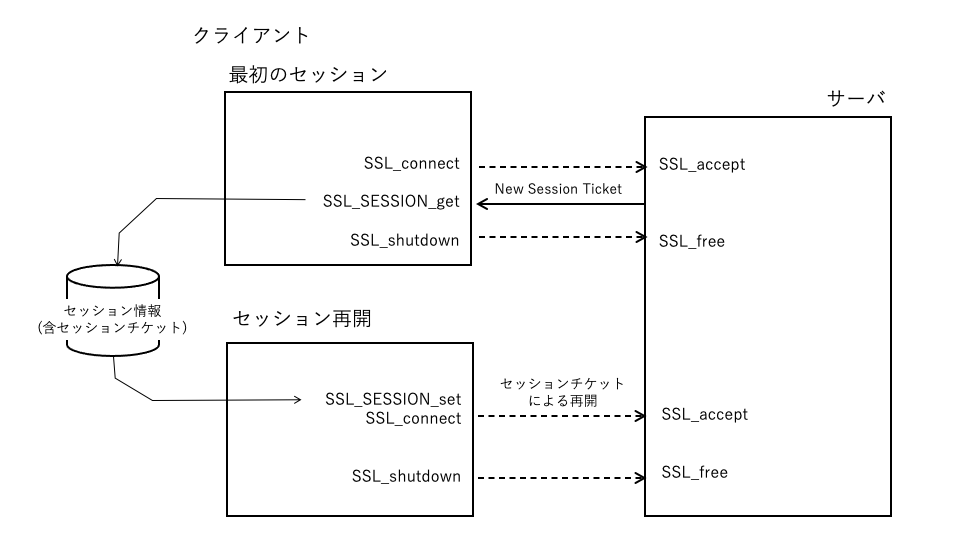 クライアント
最初のセッション
サーバ
SSL_connect
SSL_accept
New Session Ticket
SSL_SESSION_get
SSL_shutdown
SSL_free
セッション情報
(含セッションチケット)
セッション再開
セッションチケット
による再開
SSL_SESSION_set
SSL_connect
SSL_accept
SSL_shutdown
SSL_free